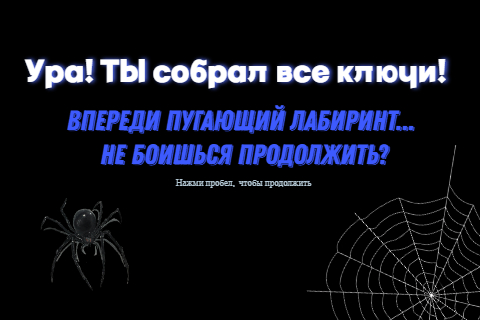 Ура! ТЫ собрал все ключи!
ВПЕРЕДИ ПУГАЮЩИЙ ЛАБИРИНТ...
НЕ БОИШЬСЯ ПРОДОЛЖИТЬ?
Нажми пробел, чтобы продолжить